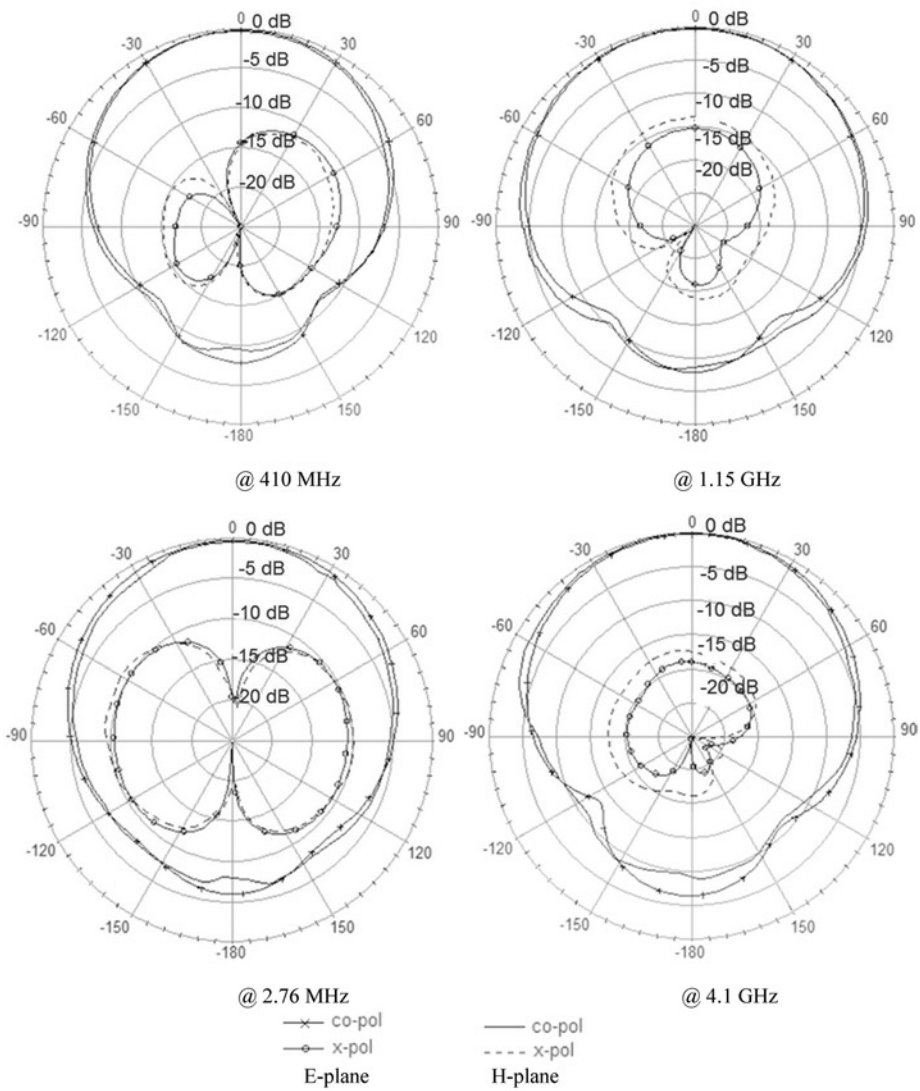 0 0 dB
-30 30
-5 dB
-60 60
-10 dB
-15 dB
-20 dB
-90 90
-120 120
-150 150
-180
@ 410 MHz
0 0 dB
-30 30
-5 dB
-60 60
-10 dB
-15 dB
-20 dB
-90 90
-120 120
-150 150
-180
@ 1.15 GHz
0 0 dB
-30 30
-5 dB
-60 60
-10 dB
-15 dB
-20 dB
-90 90
-120 120
-150 150
-180
@ 2.76 MHz
0 0 dB
-30 30
-5 dB
-60 60
-10 dB
-15 dB
-20 dB
-90 90
-120 120
-150 150
-180
@ 4.1 GHz
co-pol co-pol
x-pol x-pol
E-plane H-plane